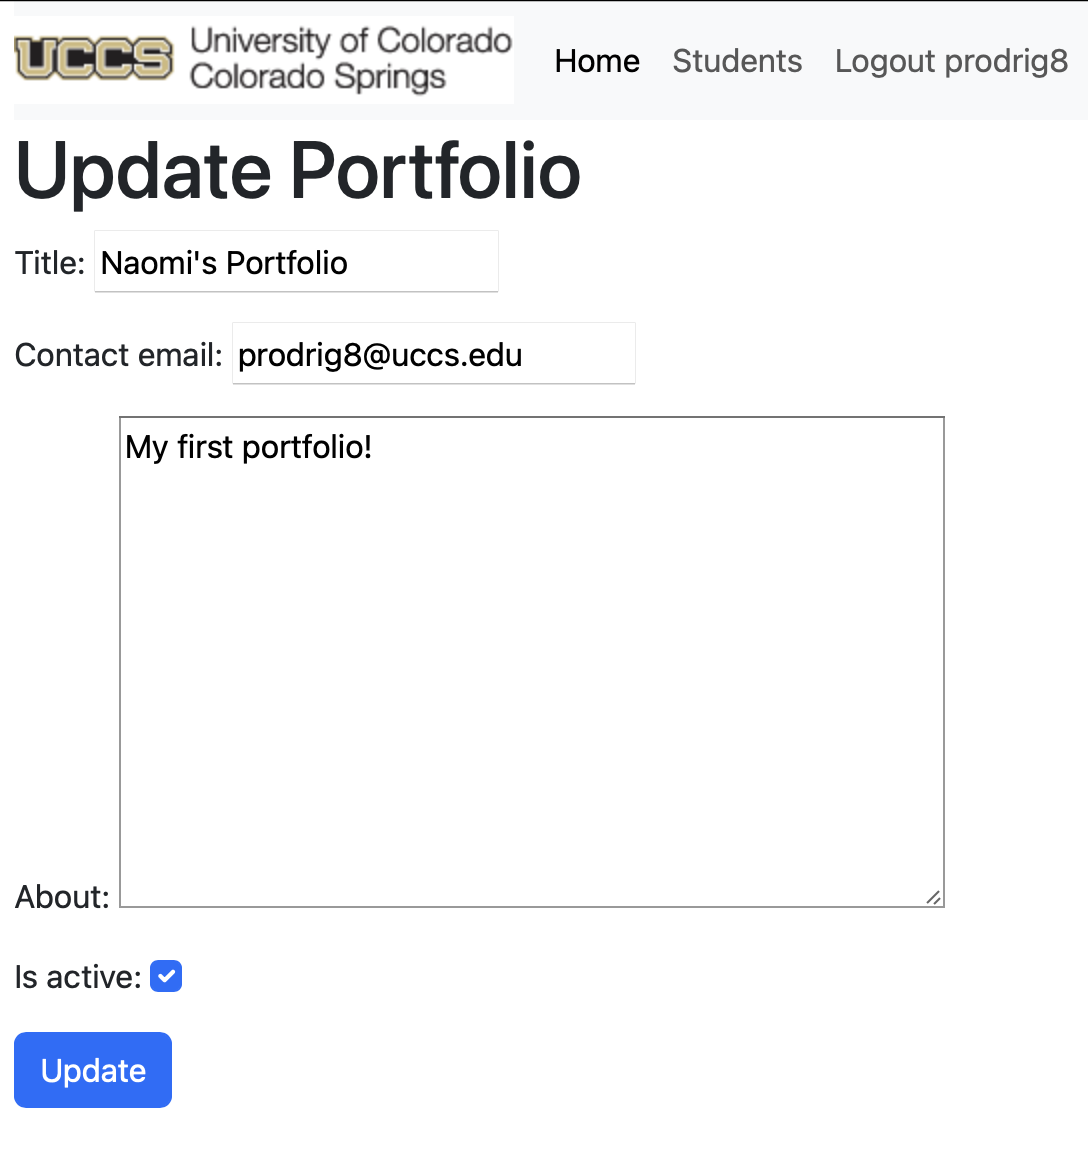 UCCS University of Colorado
Colorado Springs
Home Students Logout prodrig8
Update Portfolio
Title: Naomi's Portfolio
Contact email: prodrig8@uccs.edu
My first portfolio!
About:
Is active:
Update